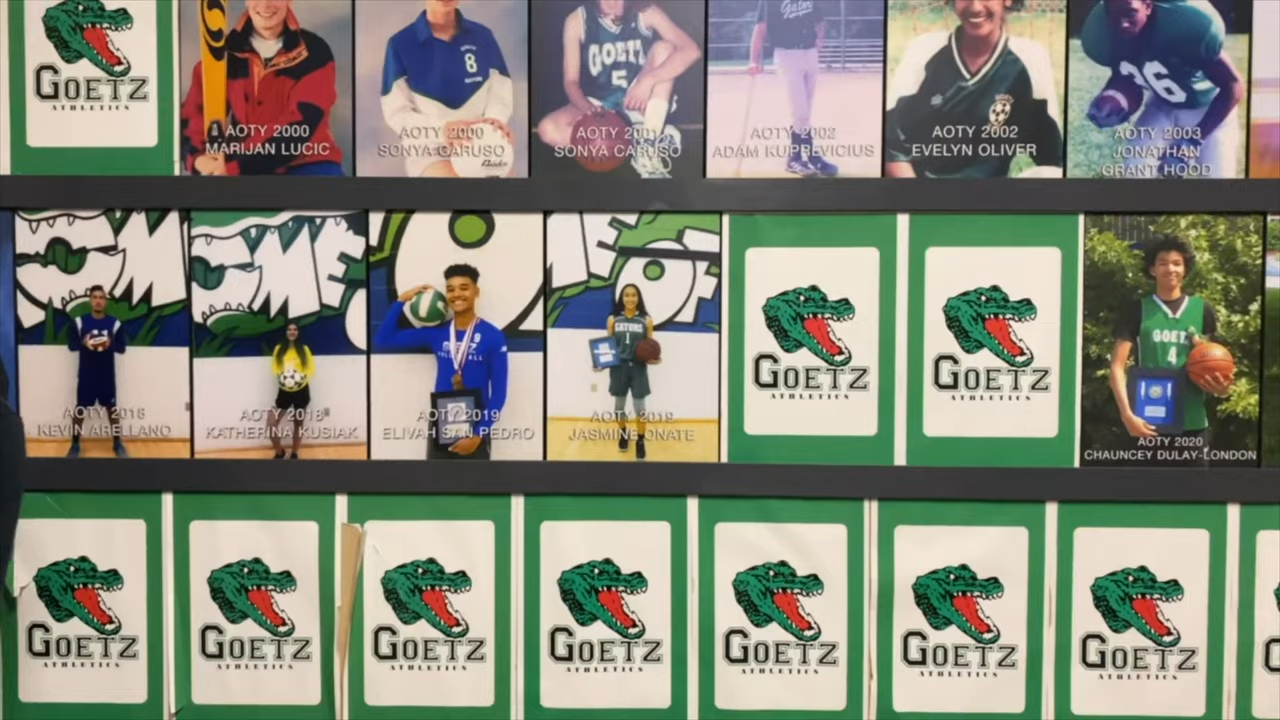 GOETZ
ATHLETICS
AOTY 2000
MARIJAN LUCIC
8
AOTY 2000
SONYA CARUSO
GOETZ
5
AOTY 2001
SONYA CARUSO
Gators
AOTY 2002
ADAM KUPREVICIUS
AOTY 2002
EVELYN OLIVER
36
AOTY 2003
JONATHAN
GRANT HOOD
AOTY 2016
KEVIN ARELLANO
AOTY 2018
KATHERINA KUSIAK
AOTY 2019
ELIVAH SAN PEDRO
GATORS
1
AOTY 2019
JASMINE ONATE
GOETZ
ATHLETICS
GOETZ
ATHLETICS
GOET
4
AOTY 2020
CHAUNCEY DULAY-LONDON
GOETZ
ATHLETICS
GOETZ
ATHLETICS
GOETZ
ATHLETICS
GOETZ
ATHLETICS
GOETZ
ATHLETICS
GOETZ
ATHLETICS
GOETZ
ATHLETICS